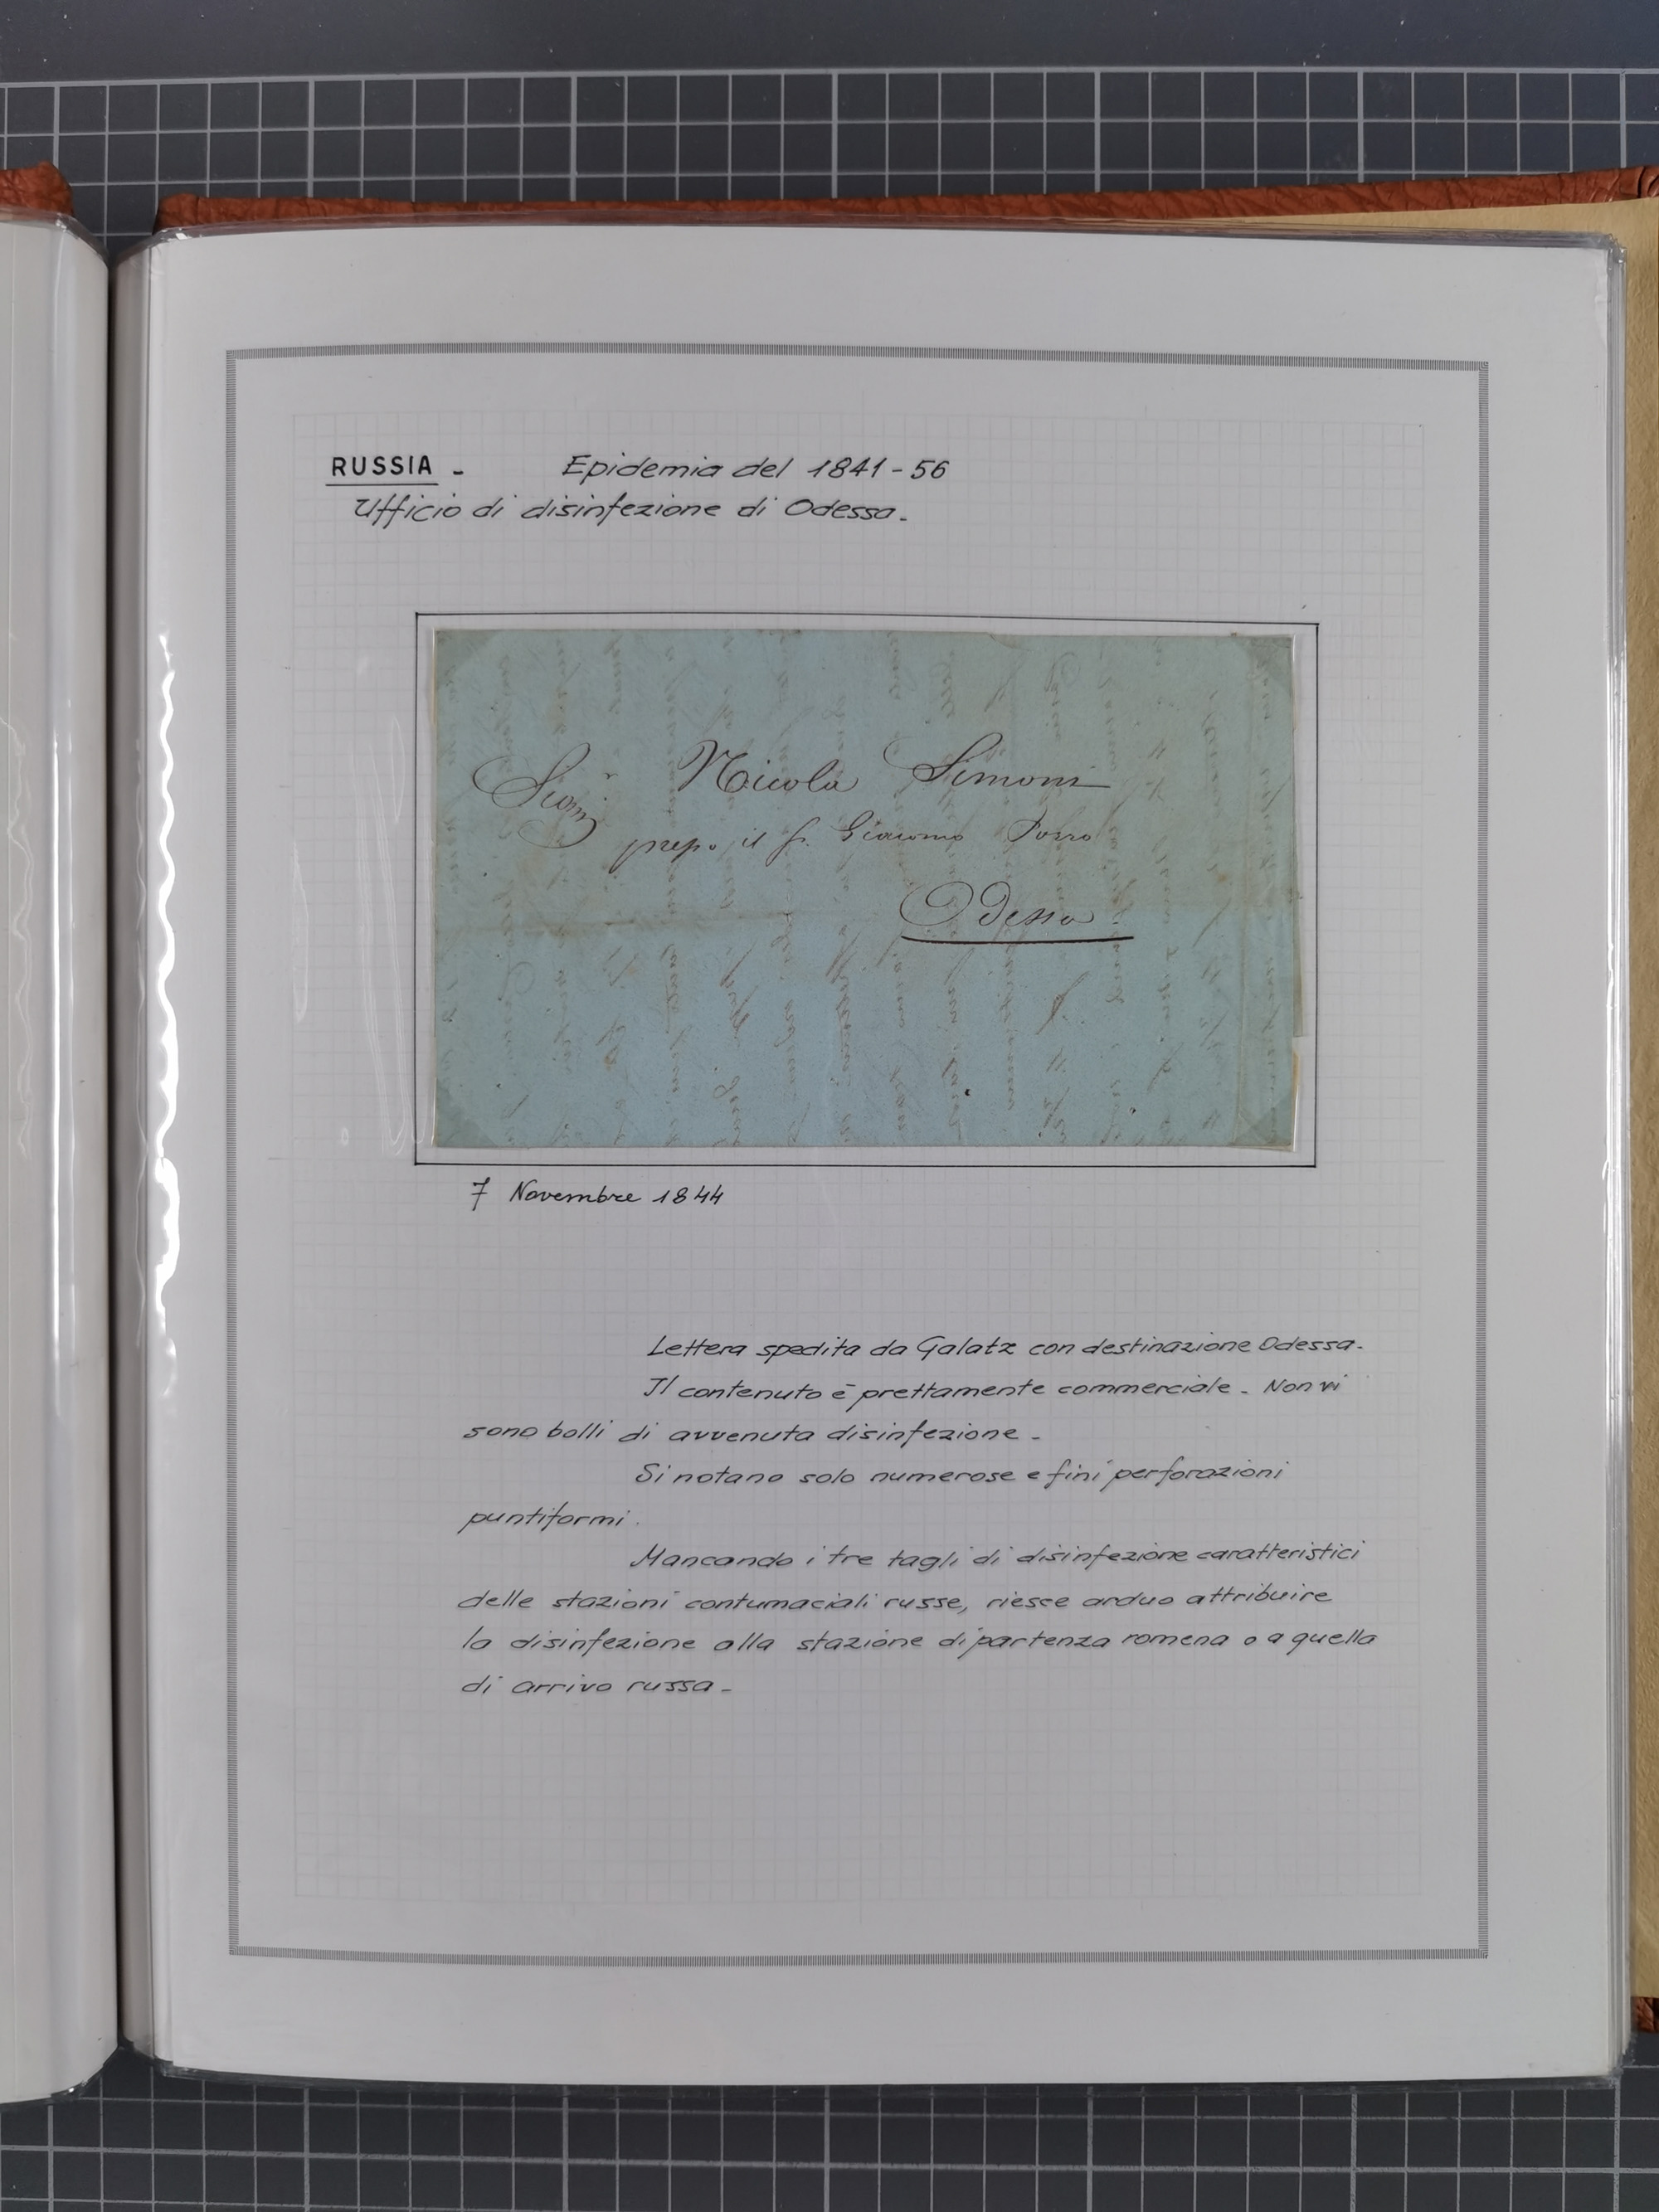 RUSSIA - Epidemia del 1841-56
Ufficio di disinfezione di Odessa.
Nicola Simoni
il Sr. Giacomo Porro
Odessa
7 Novembre 1844
Lettera spedita da Galatz con destinazione Odessa.
Il contenuto è prettamente commerciale - Non vi
sono bolli di avvenuta disinfezione -
Si notano solo numerose e fini perforazioni
puntiformi.
Mancando i tre tagli di disinfezione caratteristici
delle stazioni contumaciali russe, riesce arduo attribuire
la disinfezione alla stazione di partenza romena o a quella
di arrivo russa -